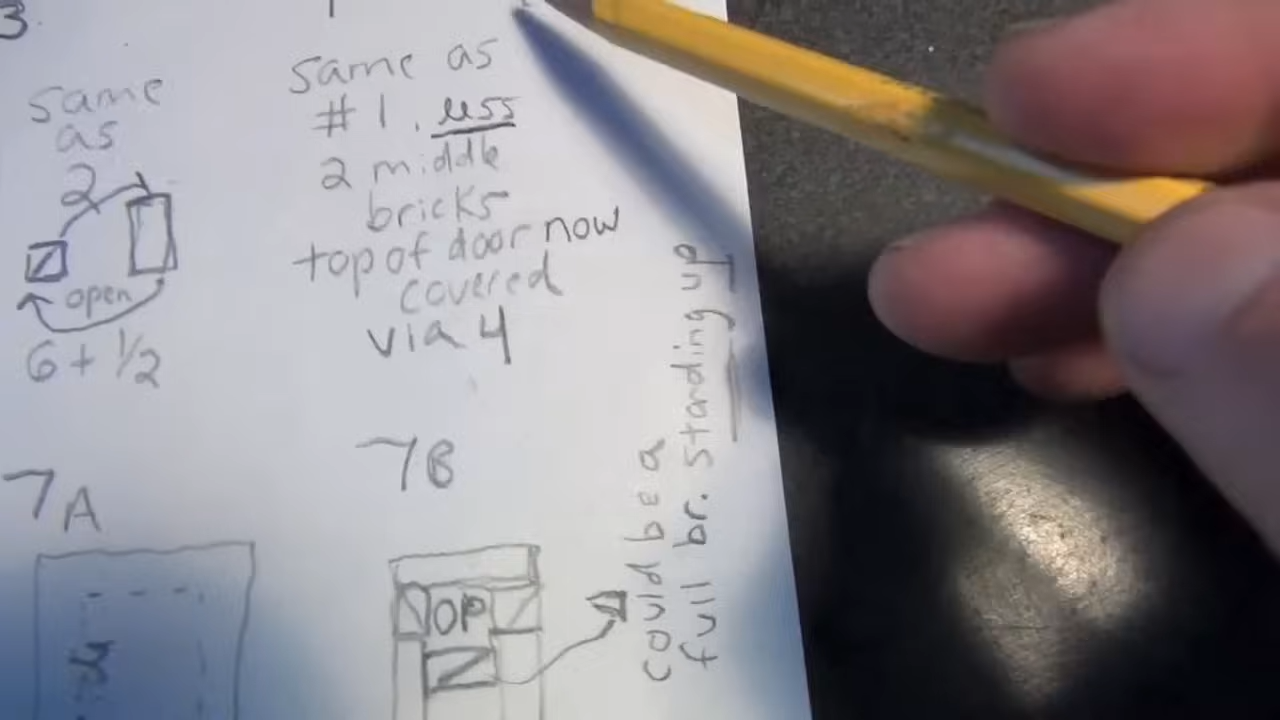 3
same
as
2
open
6 + 1/2
same as
# 1, less
2 middle
bricks
top of door now
covered
via 4
could be a
full br. standing up
7A
7B
OP